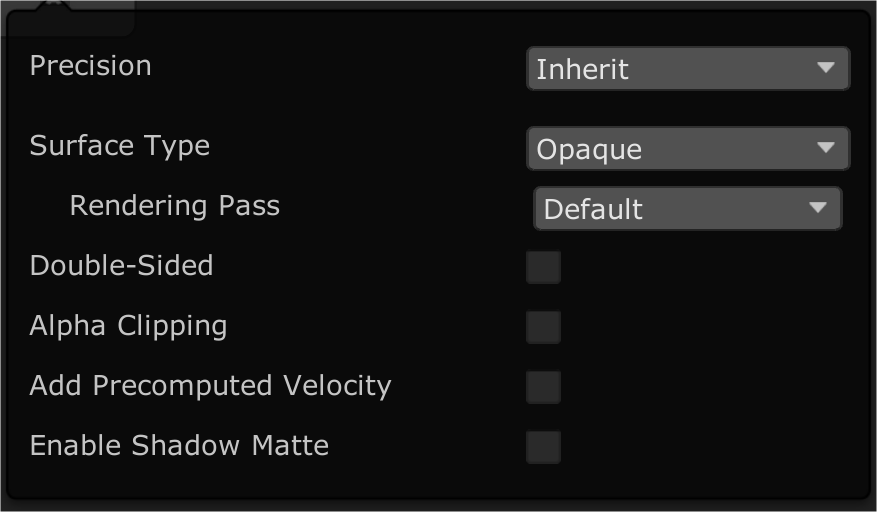 Precision Inherit
Surface Type Opaque
Rendering Pass Default
Double-Sided
Alpha Clipping
Add Precomputed Velocity
Enable Shadow Matte